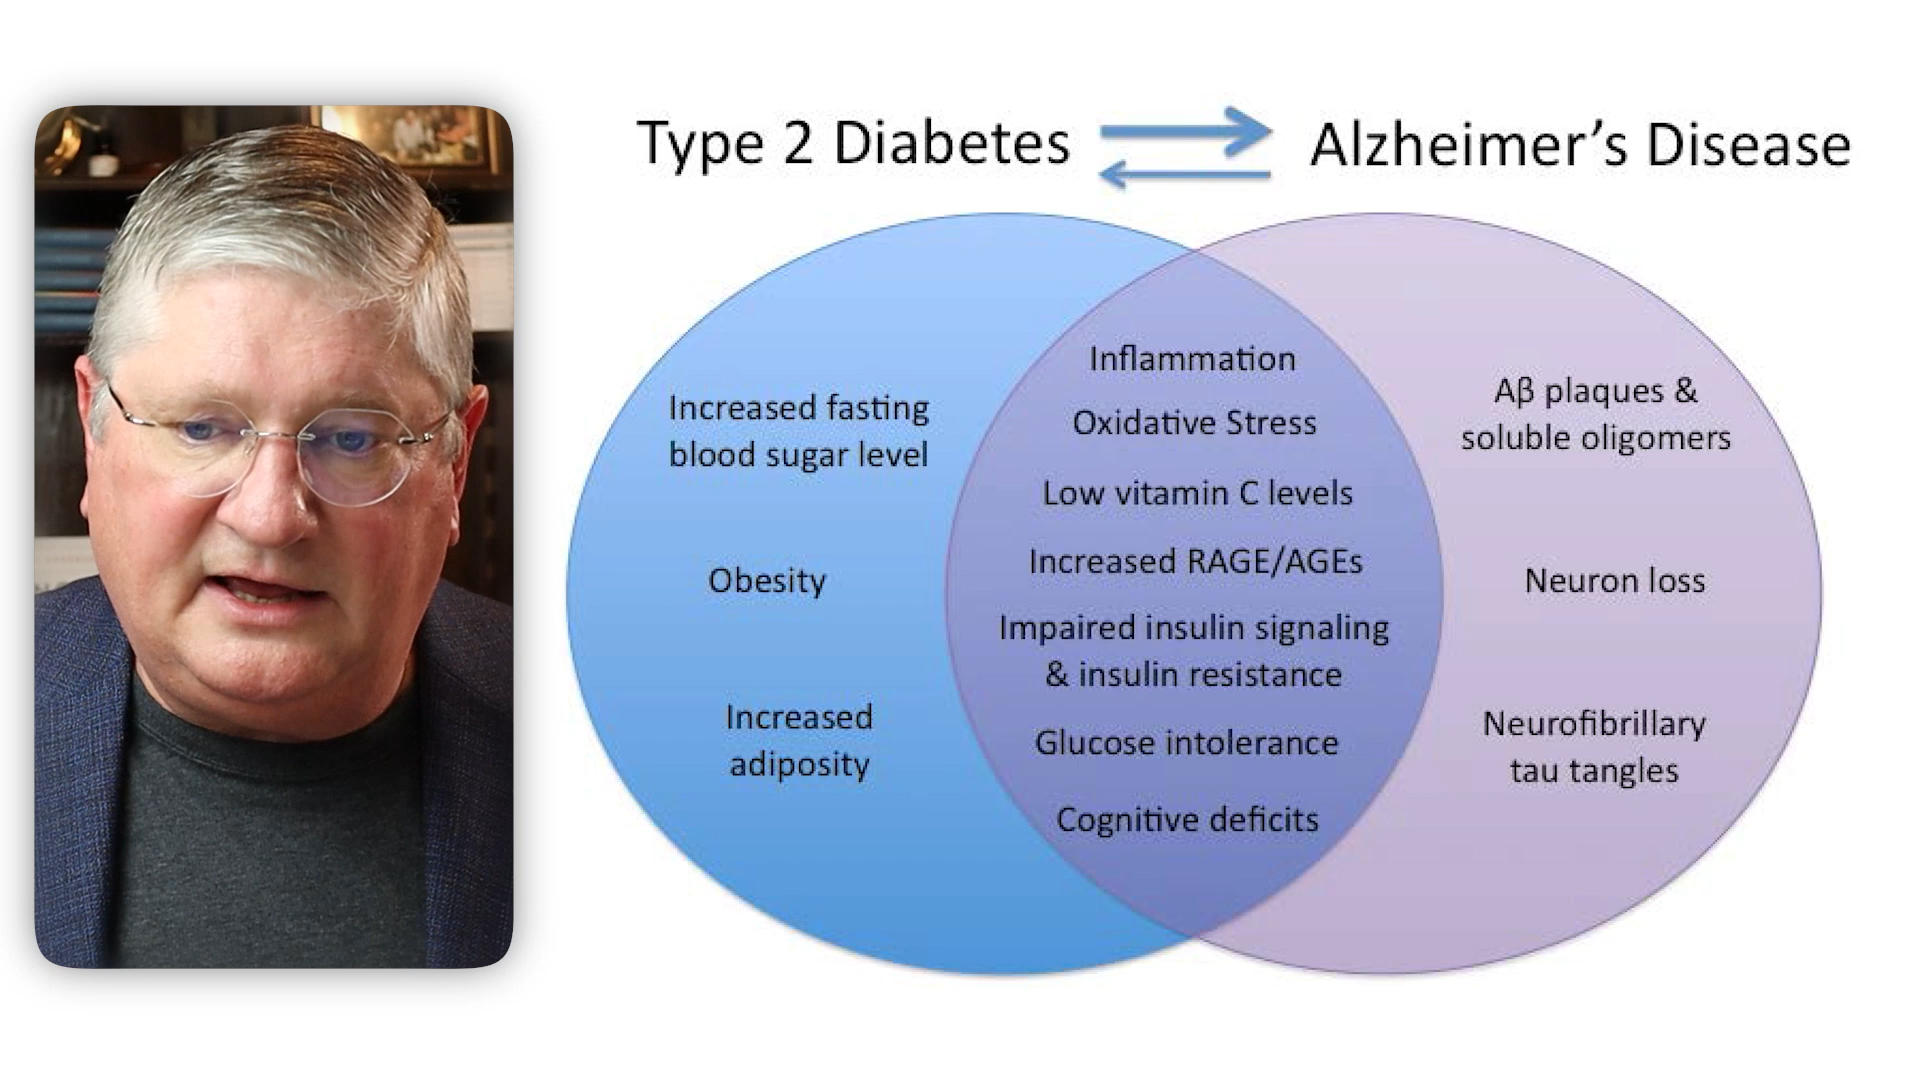 Type 2 Diabetes
Alzheimer’s Disease
Increased fasting
blood sugar level
Obesity
Increased
adiposity
Inflammation
Oxidative Stress
Low vitamin C levels
Increased RAGE/AGEs
Impaired insulin signaling
& insulin resistance
Glucose intolerance
Cognitive deficits
Aβ plaques &
soluble oligomers
Neuron loss
Neurofibrillary
tau tangles